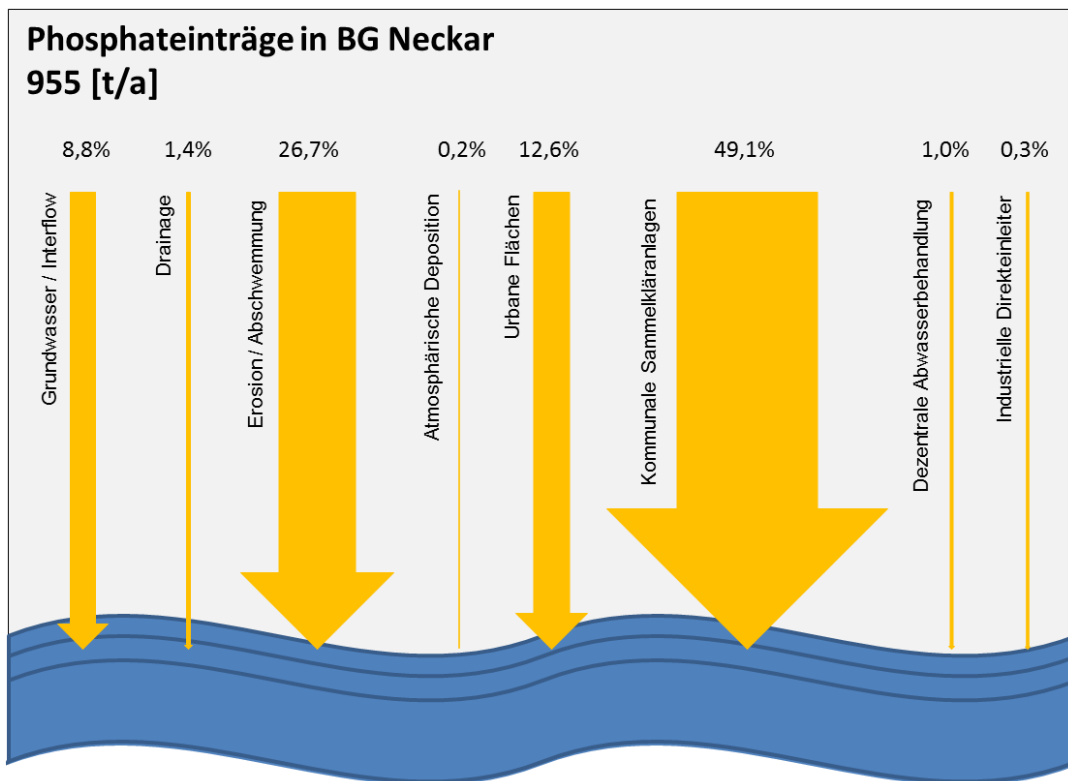 Phosphateinträge in BG Neckar
955 [t/a]
8,8%
1,4%
26,7%
0,2%
12,6%
49,1%
1,0%
0,3%
Grundwasser / Interflow
Drainage
Erosion / Abschwemmung
Atmosphärische Deposition
Urbane Flächen
Kommunale Sammelkläranlagen
Dezentrale Abwasserbehandlung
Industrielle Direkteinleiter